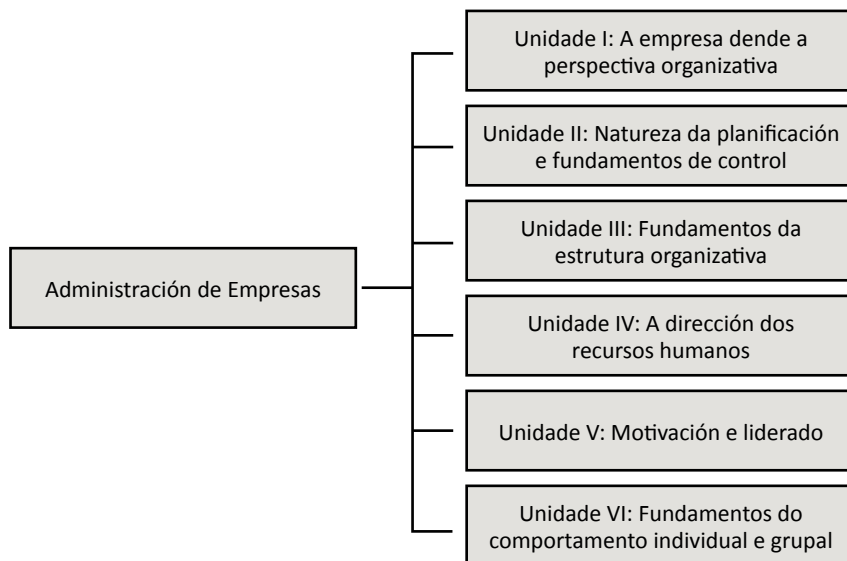 Unidade I: A empresa dende a
perspectiva organizativa
Unidade II: Natureza da planificación
e fundamentos de control
Unidade III: Fundamentos da
estrutura organizativa
Administración de Empresas
Unidade IV: A dirección dos
recursos humanos
Unidade V: Motivación e liderado
Unidade VI: Fundamentos do
comportamento individual e grupal